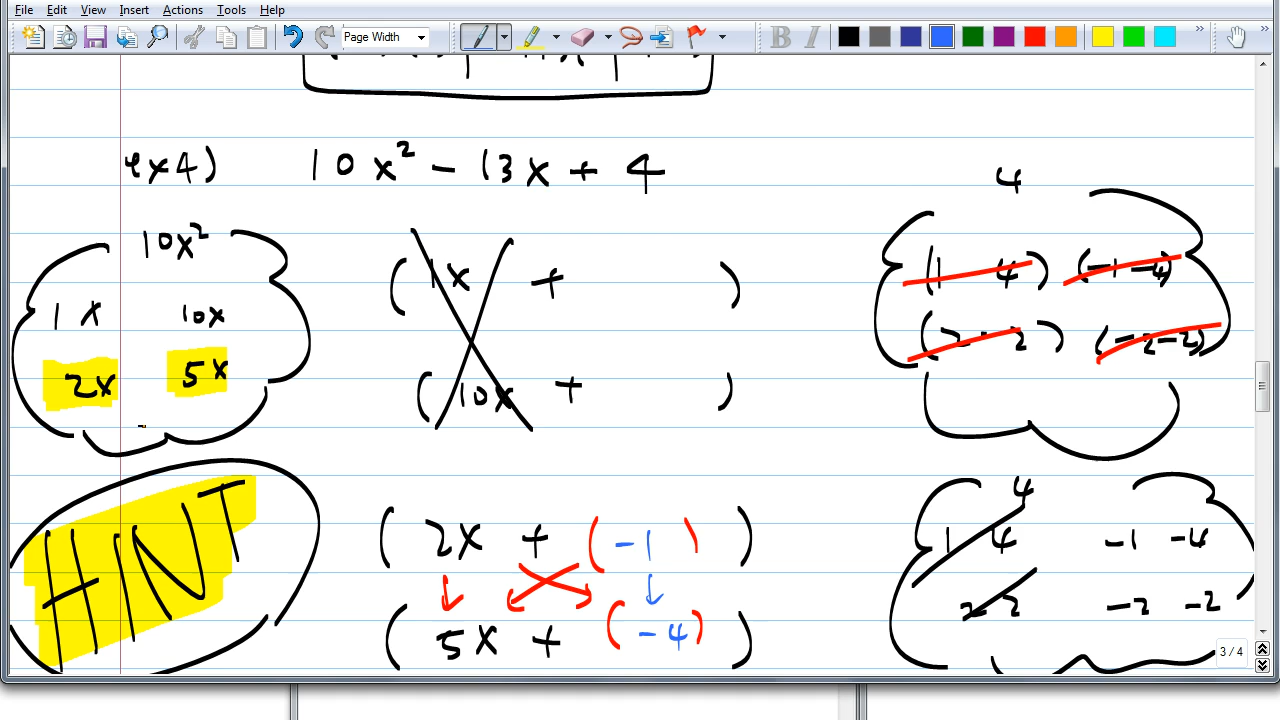 File Edit View Insert Actions Tools Help
Page Width
B I
ex4) 10x² - 13x + 4
4
10x²
(1x + )
(1 4) (-1 -4)
1x 10x
(2 2) (-2 -2)
2x 5x
(10x + )
HINT
4
(2x + (-1))
1 4 -1 -4
2 2 -2 -2
(5x + (-4))
3 / 4